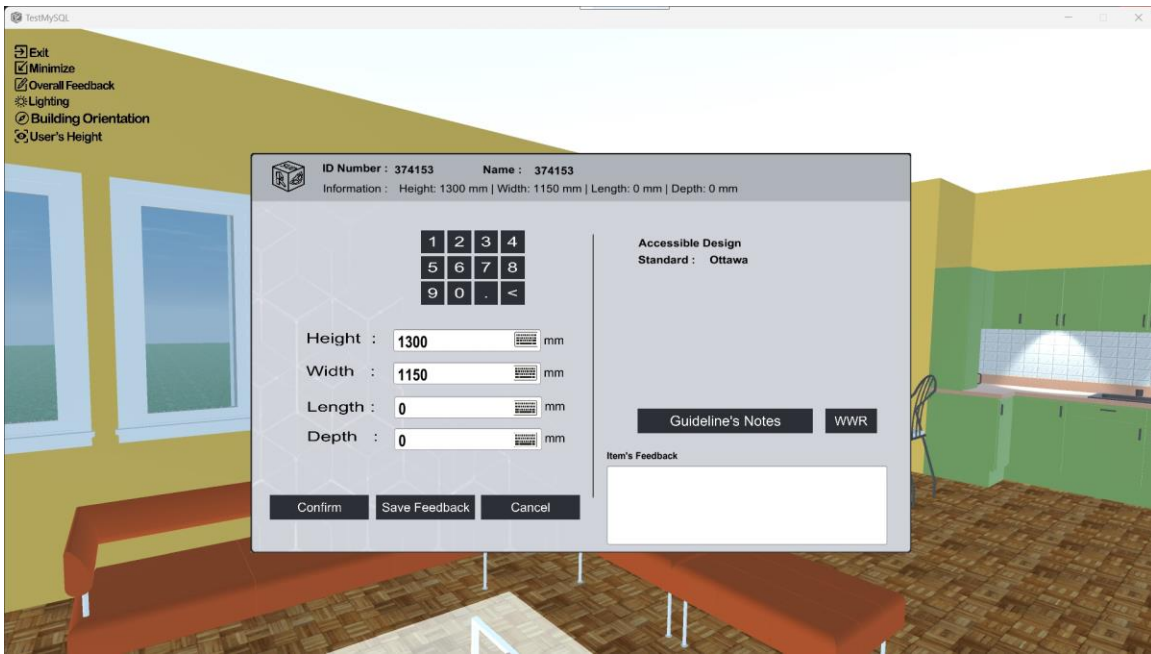 TestMySQL
Exit
Minimize
Overall Feedback
Lighting
Building Orientation
User's Height
ID Number : 374153 Name : 374153
Information : Height: 1300 mm | Width: 1150 mm | Length: 0 mm | Depth: 0 mm
1 2 3 4
5 6 7 8
9 0 . <
Height : 1300 mm
Width : 1150 mm
Length : 0 mm
Depth : 0 mm
Confirm Save Feedback Cancel
Accessible Design
Standard : Ottawa
Guideline's Notes WWR
Item's Feedback